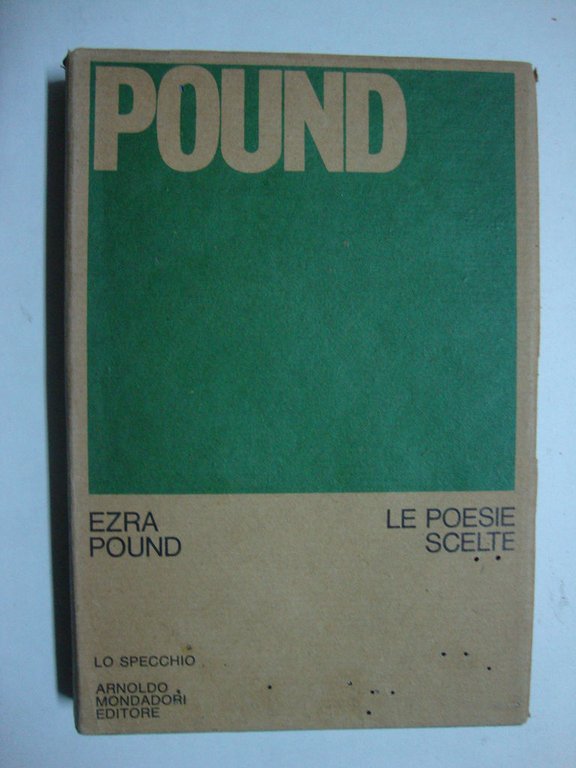 POUND
EZRA
POUND
LE POESIE
SCELTE
LO SPECCHIO
ARNOLDO
MONDADORI
EDITORE